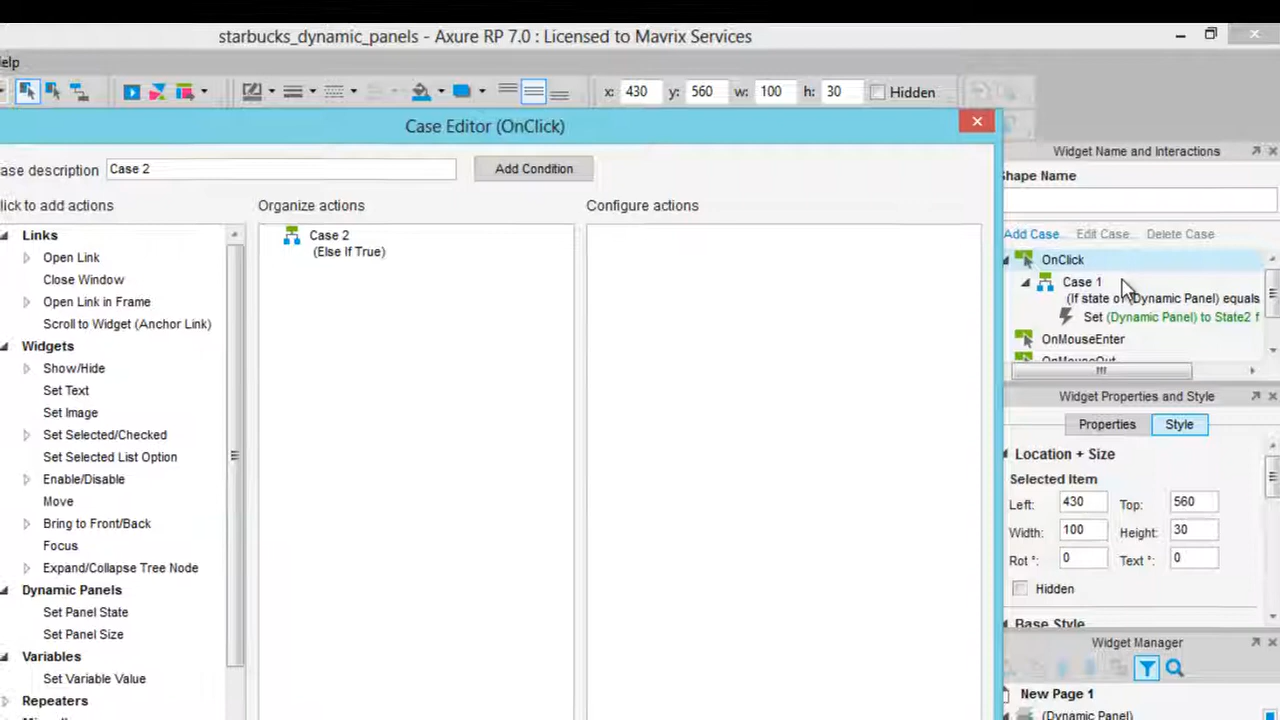 starbucks_dynamic_panels - Axure RP 7.0 : Licensed to Mavrix Services
elp
x: 430 y: 560 w: 100 h: 30 Hidden
Case Editor (OnClick)
ase description Case 2 Add Condition
lick to add actions
Organize actions
Configure actions
Links
Open Link
Close Window
Open Link in Frame
Scroll to Widget (Anchor Link)
Widgets
Show/Hide
Set Text
Set Image
Set Selected/Checked
Set Selected List Option
Enable/Disable
Move
Bring to Front/Back
Focus
Expand/Collapse Tree Node
Dynamic Panels
Set Panel State
Set Panel Size
Variables
Set Variable Value
Repeaters
Case 2
(Else If True)
Widget Name and Interactions
Shape Name
Add Case Edit Case Delete Case
OnClick
Case 1
(If state of (Dynamic Panel) equals
Set (Dynamic Panel) to State2 f
OnMouseEnter
OnMouseOut
Widget Properties and Style
Properties Style
Location + Size
Selected Item
Left: 430 Top: 560
Width: 100 Height: 30
Rot °: 0 Text °: 0
Hidden
Base Style
Widget Manager
New Page 1
(Dynamic Panel)